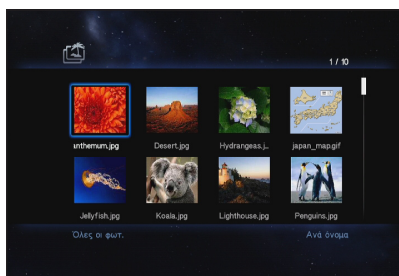 1 / 10
anthemum.jpg
Desert.jpg
Hydrangeas.j..
japan_map.gif
Jellyfish.jpg
Koala.jpg
Lighthouse.jpg
Penguins.jpg
Όλες οι φωτ.
Ανά όνομα